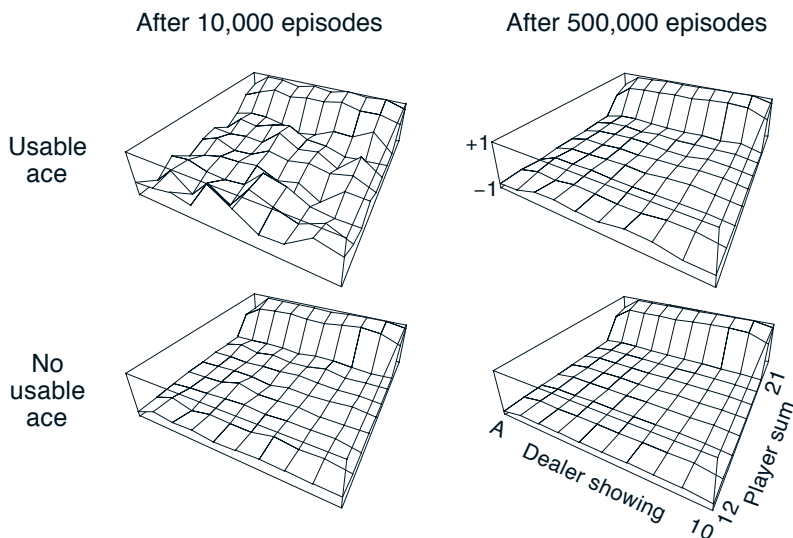 After 10,000 episodes
After 500,000 episodes
Usable
ace
+1
−1
No
usable
ace
A
Dealer showing
10
12
Player sum
21